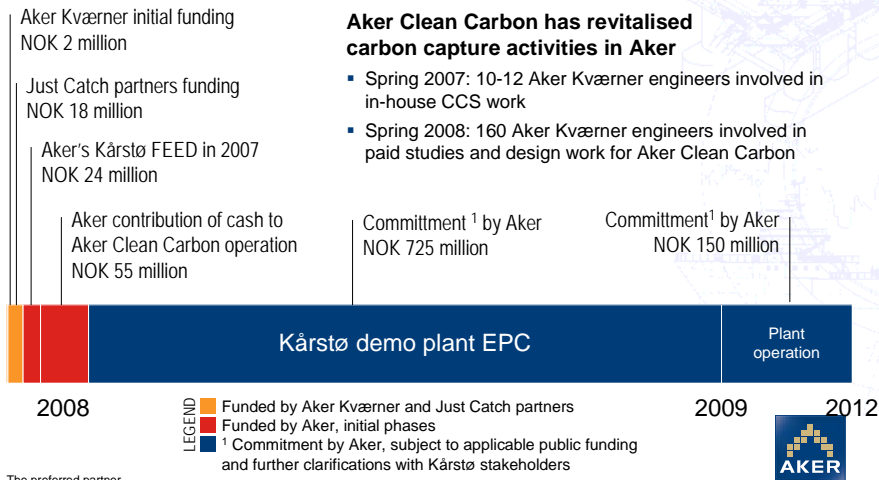 Aker Kværner initial funding
NOK 2 million
Just Catch partners funding
NOK 18 million
Aker's Kårstø FEED in 2007
NOK 24 million
Aker contribution of cash to
Aker Clean Carbon operation
NOK 55 million
Aker Clean Carbon has revitalised
carbon capture activities in Aker
▪ Spring 2007: 10-12 Aker Kværner engineers involved in
in-house CCS work
▪ Spring 2008: 160 Aker Kværner engineers involved in
paid studies and design work for Aker Clean Carbon
Committment ¹ by Aker
NOK 725 million
Committment¹ by Aker
NOK 150 million
Kårstø demo plant EPC
Plant
operation
2008
2009
2012
LEGEND
Funded by Aker Kværner and Just Catch partners
Funded by Aker, initial phases
¹ Commitment by Aker, subject to applicable public funding
and further clarifications with Kårstø stakeholders
AKER
The preferred partner